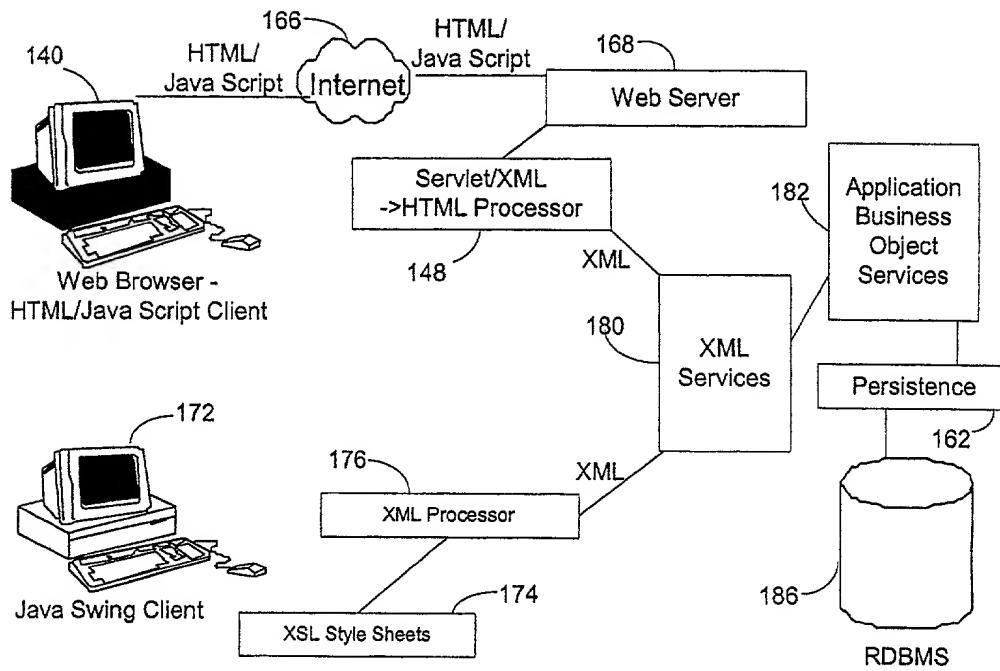 166
HTML/
Java Script
168
140
HTML/
Java Script
Internet
Web Server
Servlet/XML
->HTML Processor
182
Application
Business
Object
Services
148
XML
Web Browser -
HTML/Java Script Client
180
XML
Services
Persistence
162
172
176
XML
XML Processor
174
186
Java Swing Client
XSL Style Sheets
RDBMS